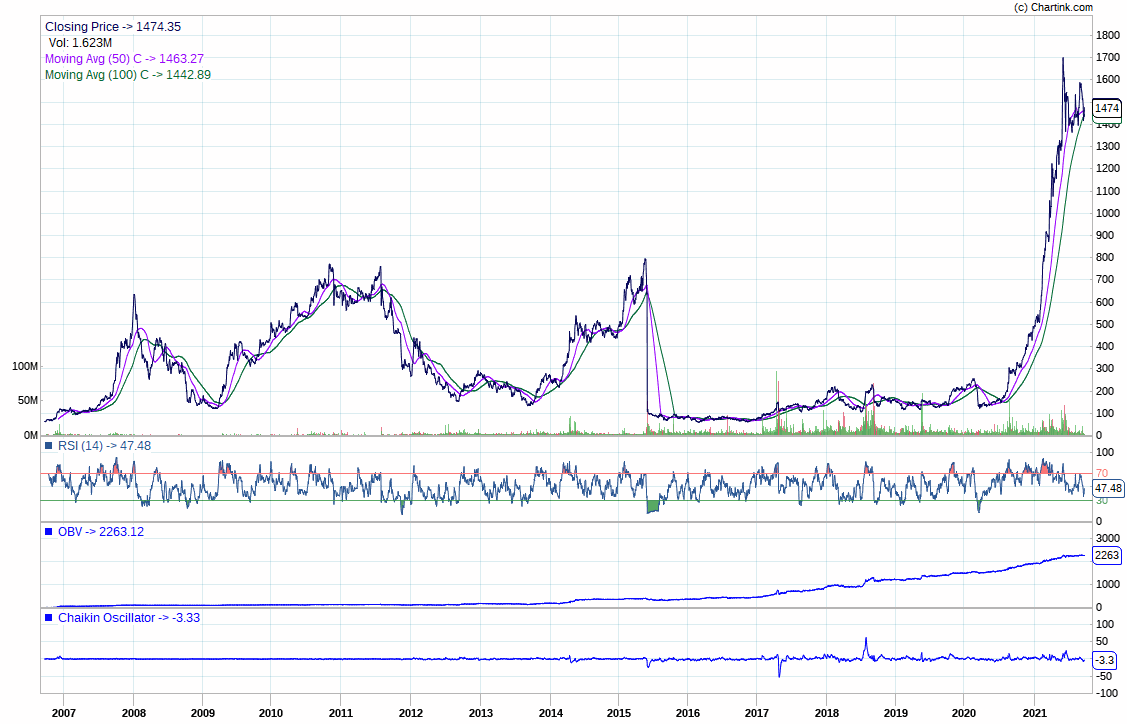 (c) Chartink.com
Closing Price -> 1474.35
Vol: 1.623M
Moving Avg (50) C -> 1463.27
Moving Avg (100) C -> 1442.89
1800
1700
1600
1474
1400
1300
1200
1100
1000
900
800
700
600
500
400
300
200
100
0
100M
50M
0M
RSI (14) -> 47.48
100
70
47.48
30
0
OBV -> 2263.12
3000
2263
1000
0
Chaikin Oscillator -> -3.33
100
50
-3.3
-50
-100
2007 2008 2009 2010 2011 2012 2013 2014 2015 2016 2017 2018 2019 2020 2021